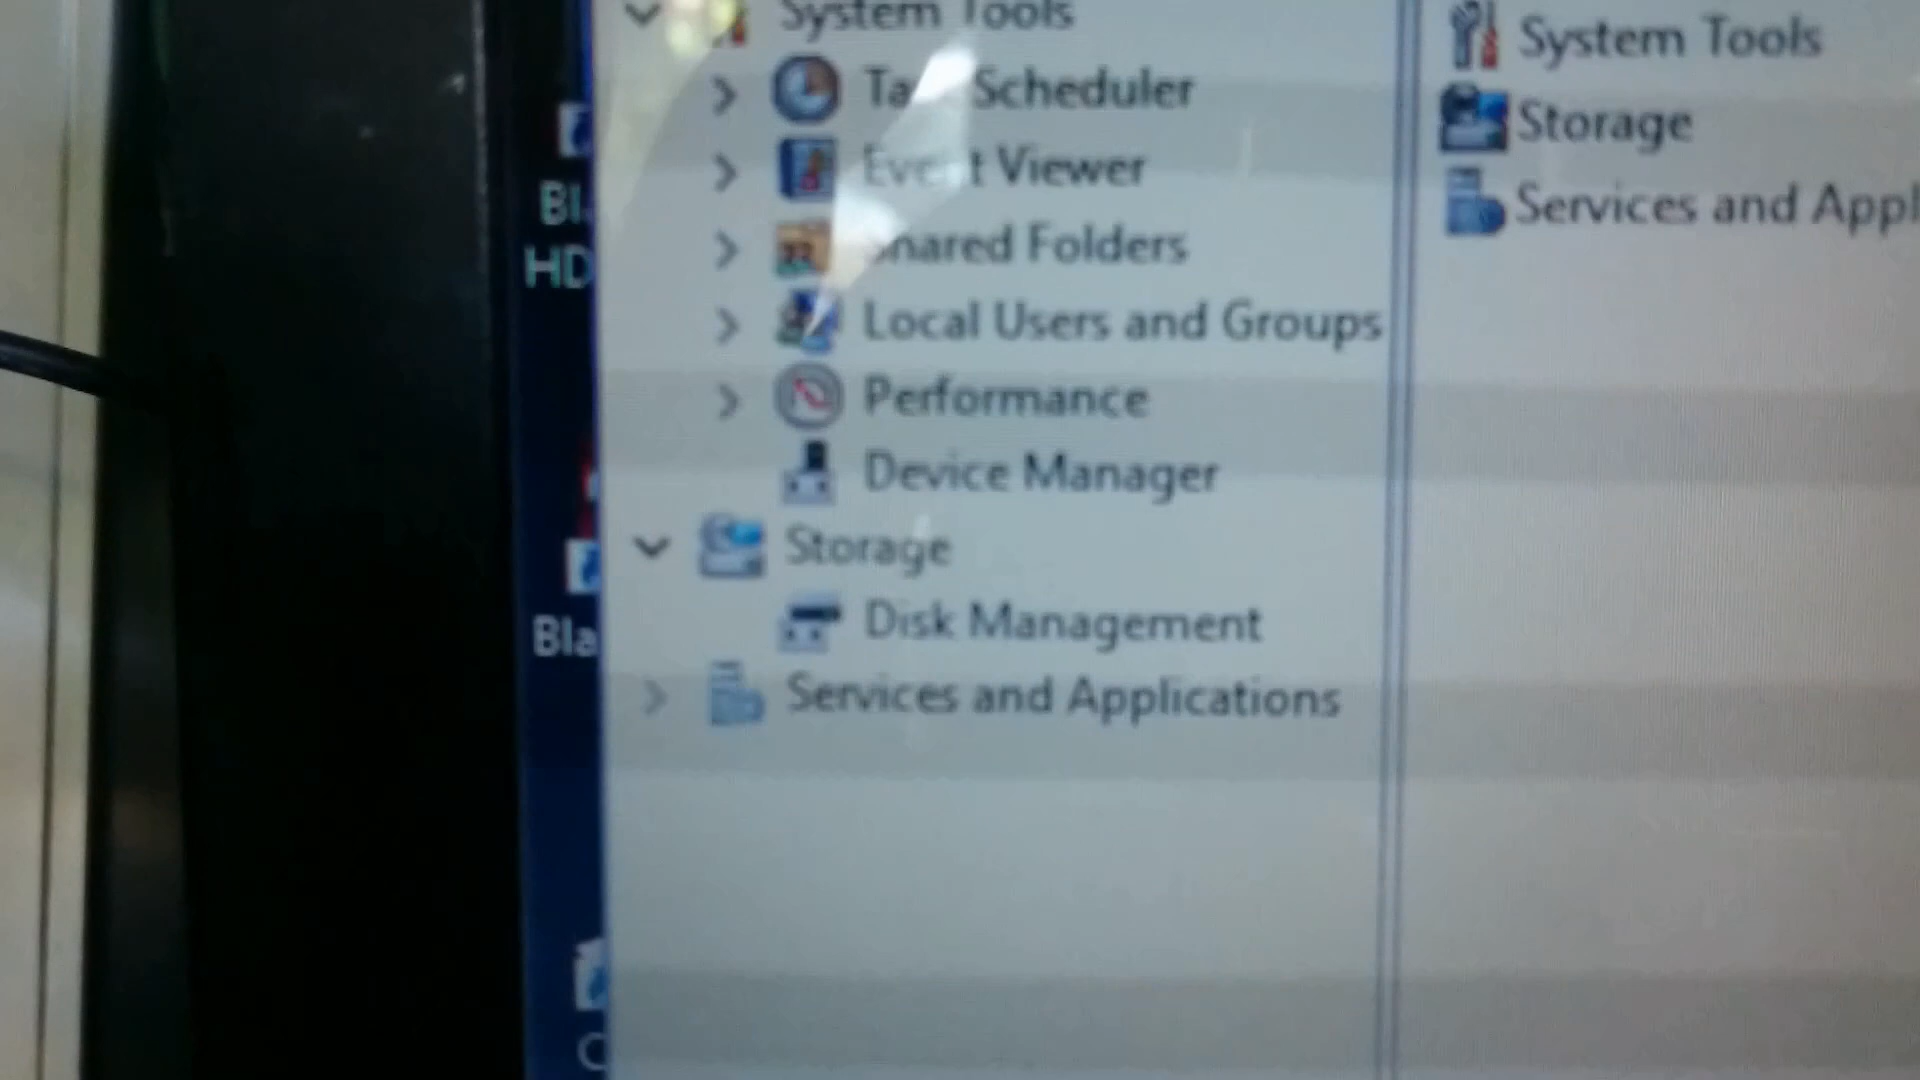 System Tools
Scheduler
Viewer
Folders
Local Users and Groups
Performance
Device Manager
Storage
Disk Management
Services and Applications
System Tools
Storage
Services and Appl
Bl
HD
Bla
C